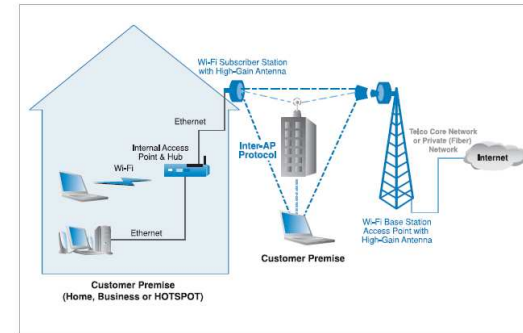 Wi-Fi Subscriber Station
with High-Gain Antenna
Ethernet
Internal Access
Point & Hub
Wi-Fi
Inter-AP
Protocol
Telco Core Network
or Private (Fiber)
Network
Internet
Ethernet
Wi-Fi Base Station
Access Point with
High-Gain Antenna
Customer Premise
Customer Premise
(Home, Business or HOTSPOT)